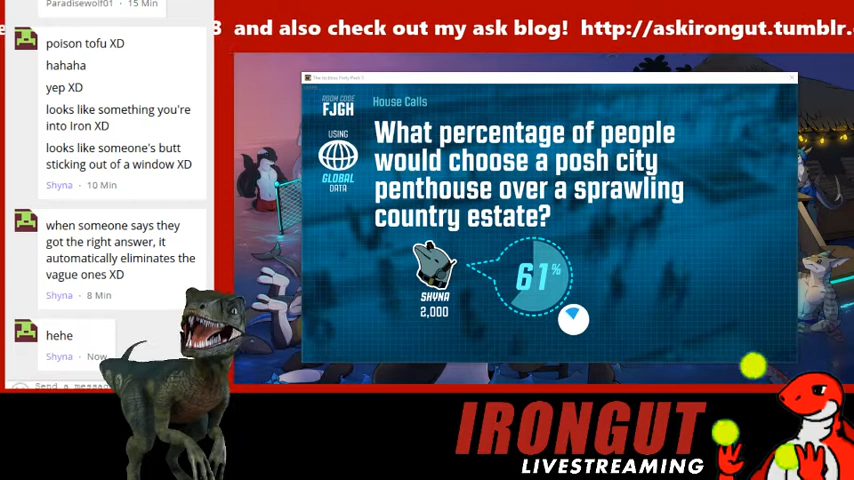 Paradisewolf01 15 Min
poison tofu XD
hahaha
yep XD
looks like something you're
into Iron XD
looks like someone's butt
sticking out of a window XD
Shyna 10 Min
when someone says they
got the right answer, it
automatically eliminates the
vague ones XD
Shyna 8 Min
hehe
Shyna Now
Send a messa
3 and also check out my ask blog! http://askirongut.tumblr.
ROOM CODE
FJGH
USING
GLOBAL
DATA
House Calls
What percentage of people
would choose a posh city
penthouse over a sprawling
country estate?
61%
SHYNA
2,000
IRONGUT
LIVESTREAMING